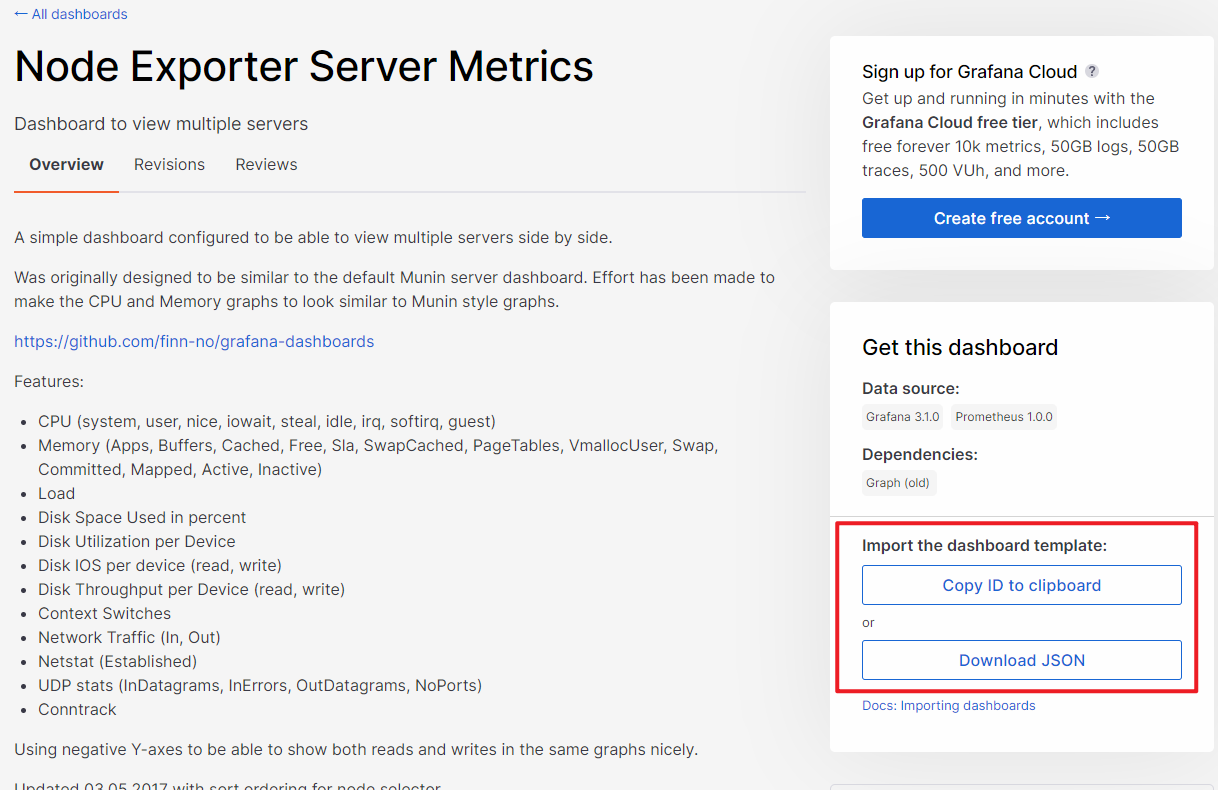 ← All dashboards
Node Exporter Server Metrics
Dashboard to view multiple servers
Overview Revisions Reviews
A simple dashboard configured to be able to view multiple servers side by side.
Was originally designed to be similar to the default Munin server dashboard. Effort has been made to
make the CPU and Memory graphs to look similar to Munin style graphs.
https://github.com/finn-no/grafana-dashboards
Features:
• CPU (system, user, nice, iowait, steal, idle, irq, softirq, guest)
• Memory (Apps, Buffers, Cached, Free, Sla, SwapCached, PageTables, VmallocUser, Swap,
Committed, Mapped, Active, Inactive)
• Load
• Disk Space Used in percent
• Disk Utilization per Device
• Disk IOS per device (read, write)
• Disk Throughput per Device (read, write)
• Context Switches
• Network Traffic (In, Out)
• Netstat (Established)
• UDP stats (InDatagrams, InErrors, OutDatagrams, NoPorts)
• Conntrack
Using negative Y-axes to be able to show both reads and writes in the same graphs nicely.
Updated 03.05.2017 with sort ordering for node selector
Sign up for Grafana Cloud ?
Get up and running in minutes with the
Grafana Cloud free tier, which includes
free forever 10k metrics, 50GB logs, 50GB
traces, 500 VUh, and more.
Create free account →
Get this dashboard
Data source:
Grafana 3.1.0 Prometheus 1.0.0
Dependencies:
Graph (old)
Import the dashboard template:
Copy ID to clipboard
or
Download JSON
Docs: Importing dashboards